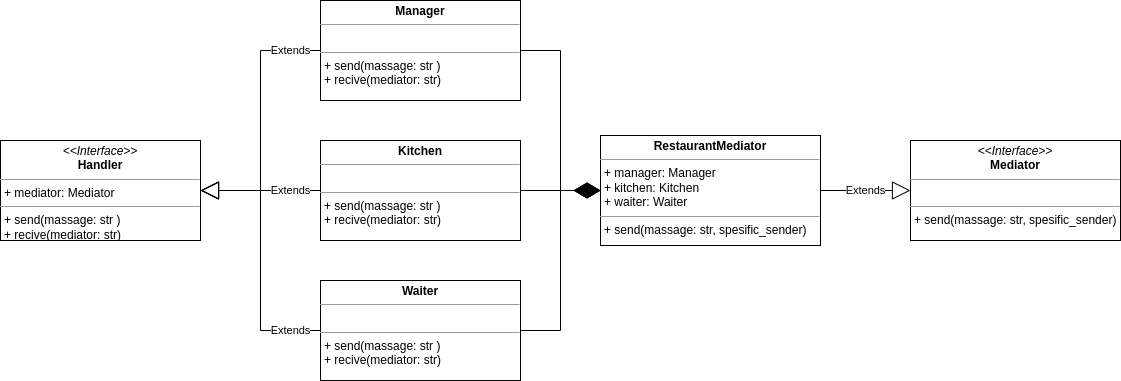 Manager
+ send(massage: str )
+ recive(mediator: str)
Extends
<<Interface>>
Handler
+ mediator: Mediator
+ send(massage: str )
+ recive(mediator: str)
Extends
Kitchen
+ send(massage: str )
+ recive(mediator: str)
RestaurantMediator
+ manager: Manager
+ kitchen: Kitchen
+ waiter: Waiter
+ send(massage: str, spesific_sender)
Extends
<<Interface>>
Mediator
+ send(massage: str, spesific_sender)
Extends
Waiter
+ send(massage: str )
+ recive(mediator: str)